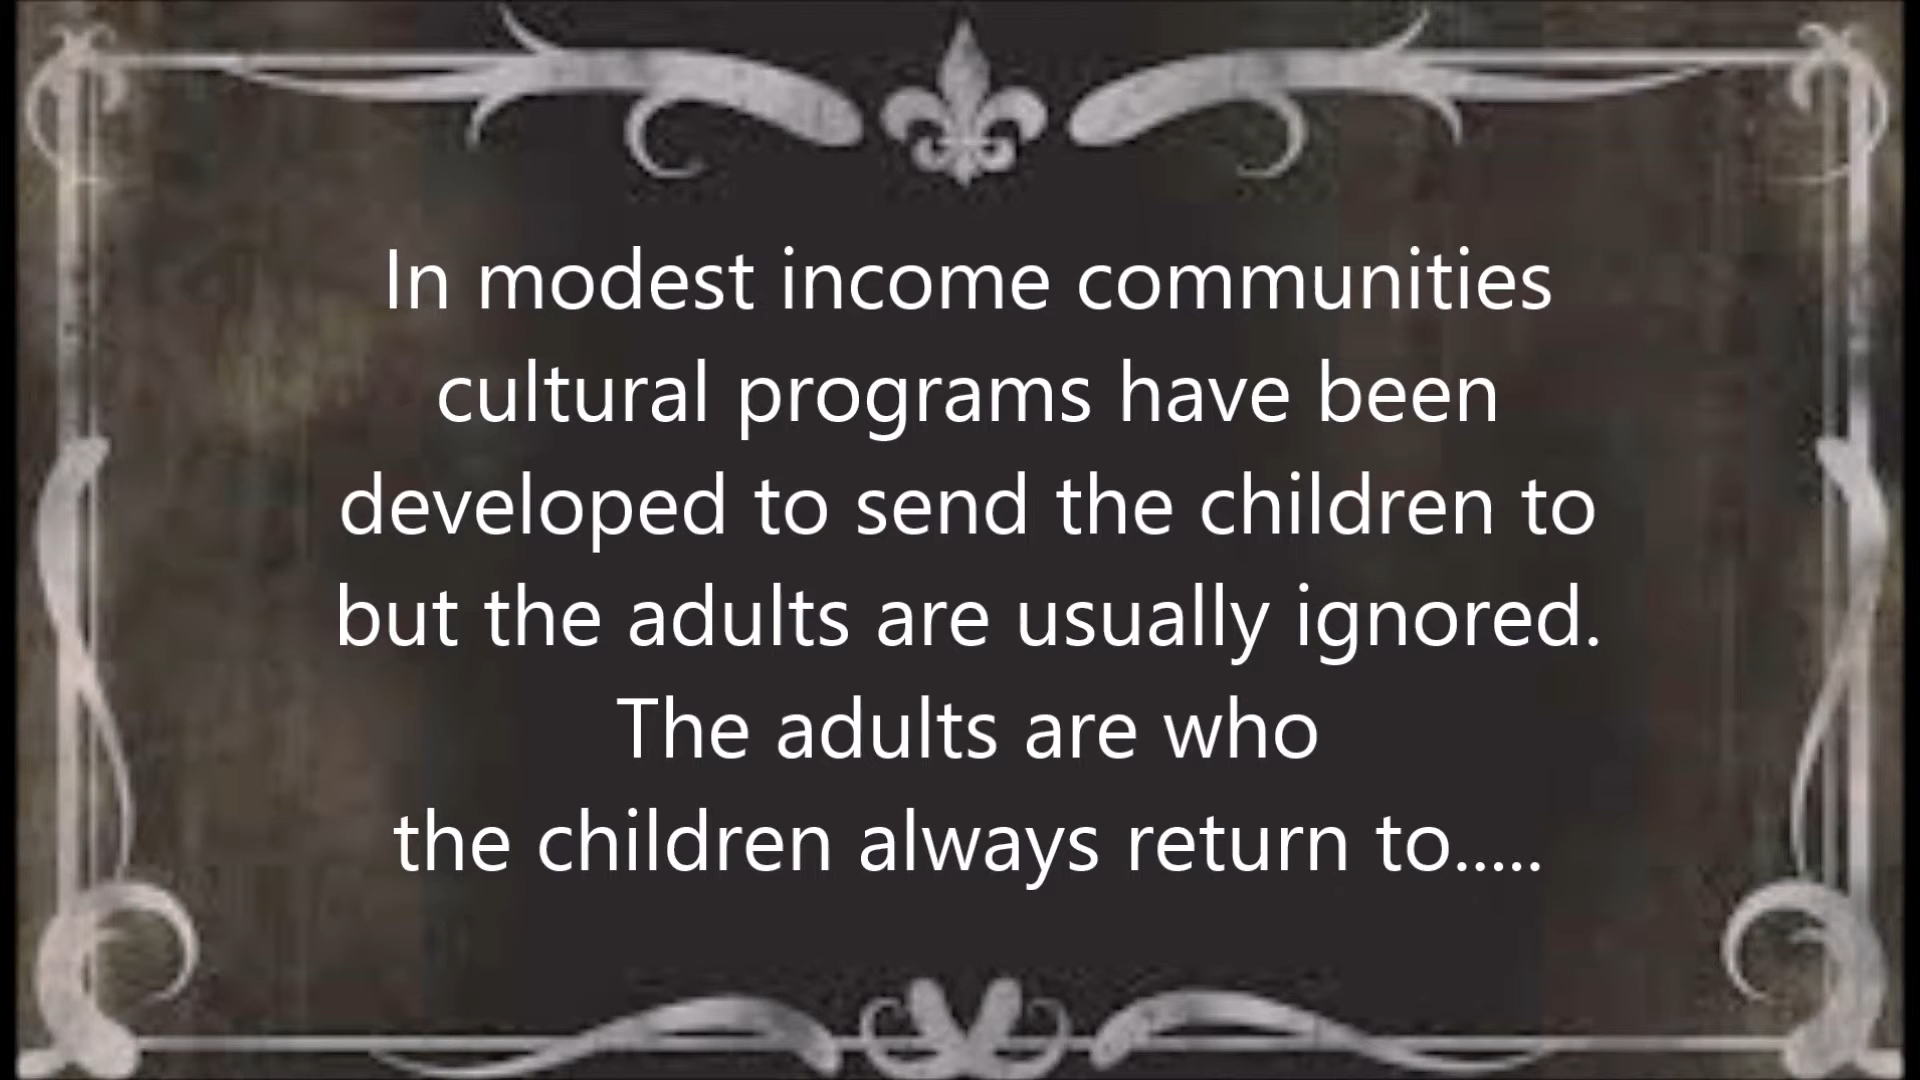 In modest income communities
cultural programs have been
developed to send the children to
but the adults are usually ignored.
The adults are who
the children always return to.....